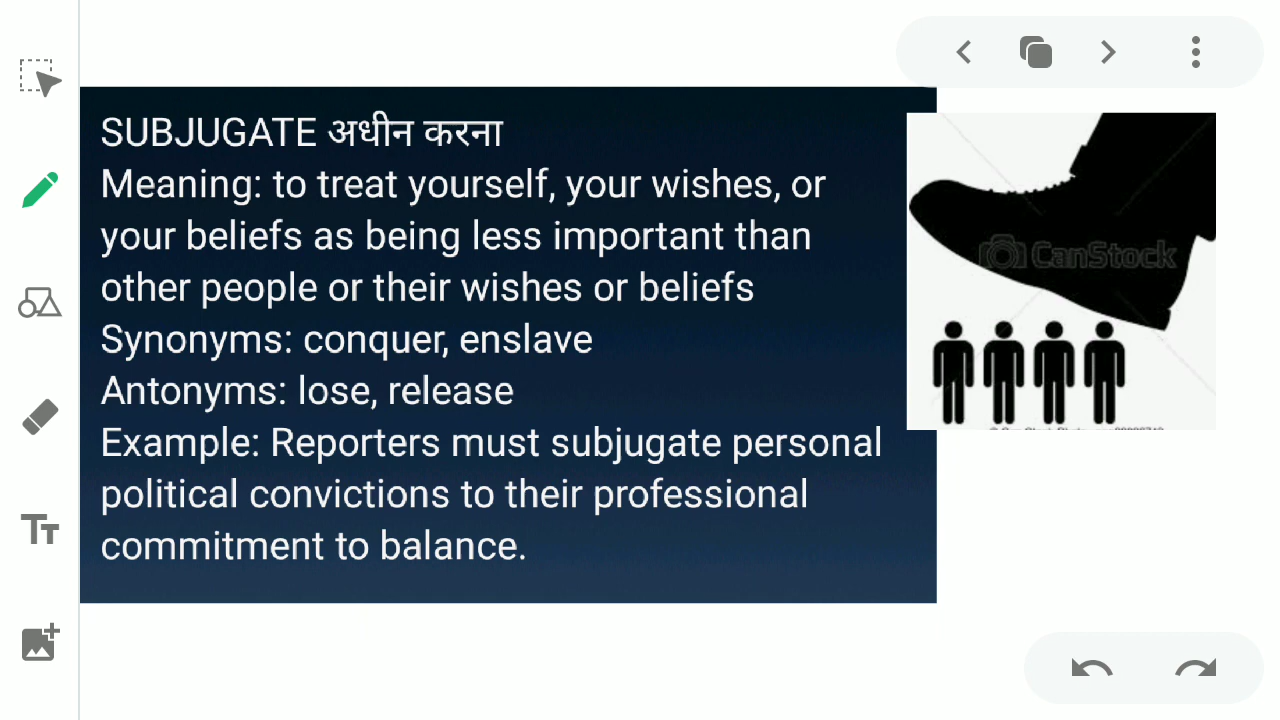 SUBJUGATE अधीन करना
Meaning: to treat yourself, your wishes, or
your beliefs as being less important than
other people or their wishes or beliefs
Synonyms: conquer, enslave
Antonyms: lose, release
Example: Reporters must subjugate personal
political convictions to their professional
commitment to balance.
CanStock